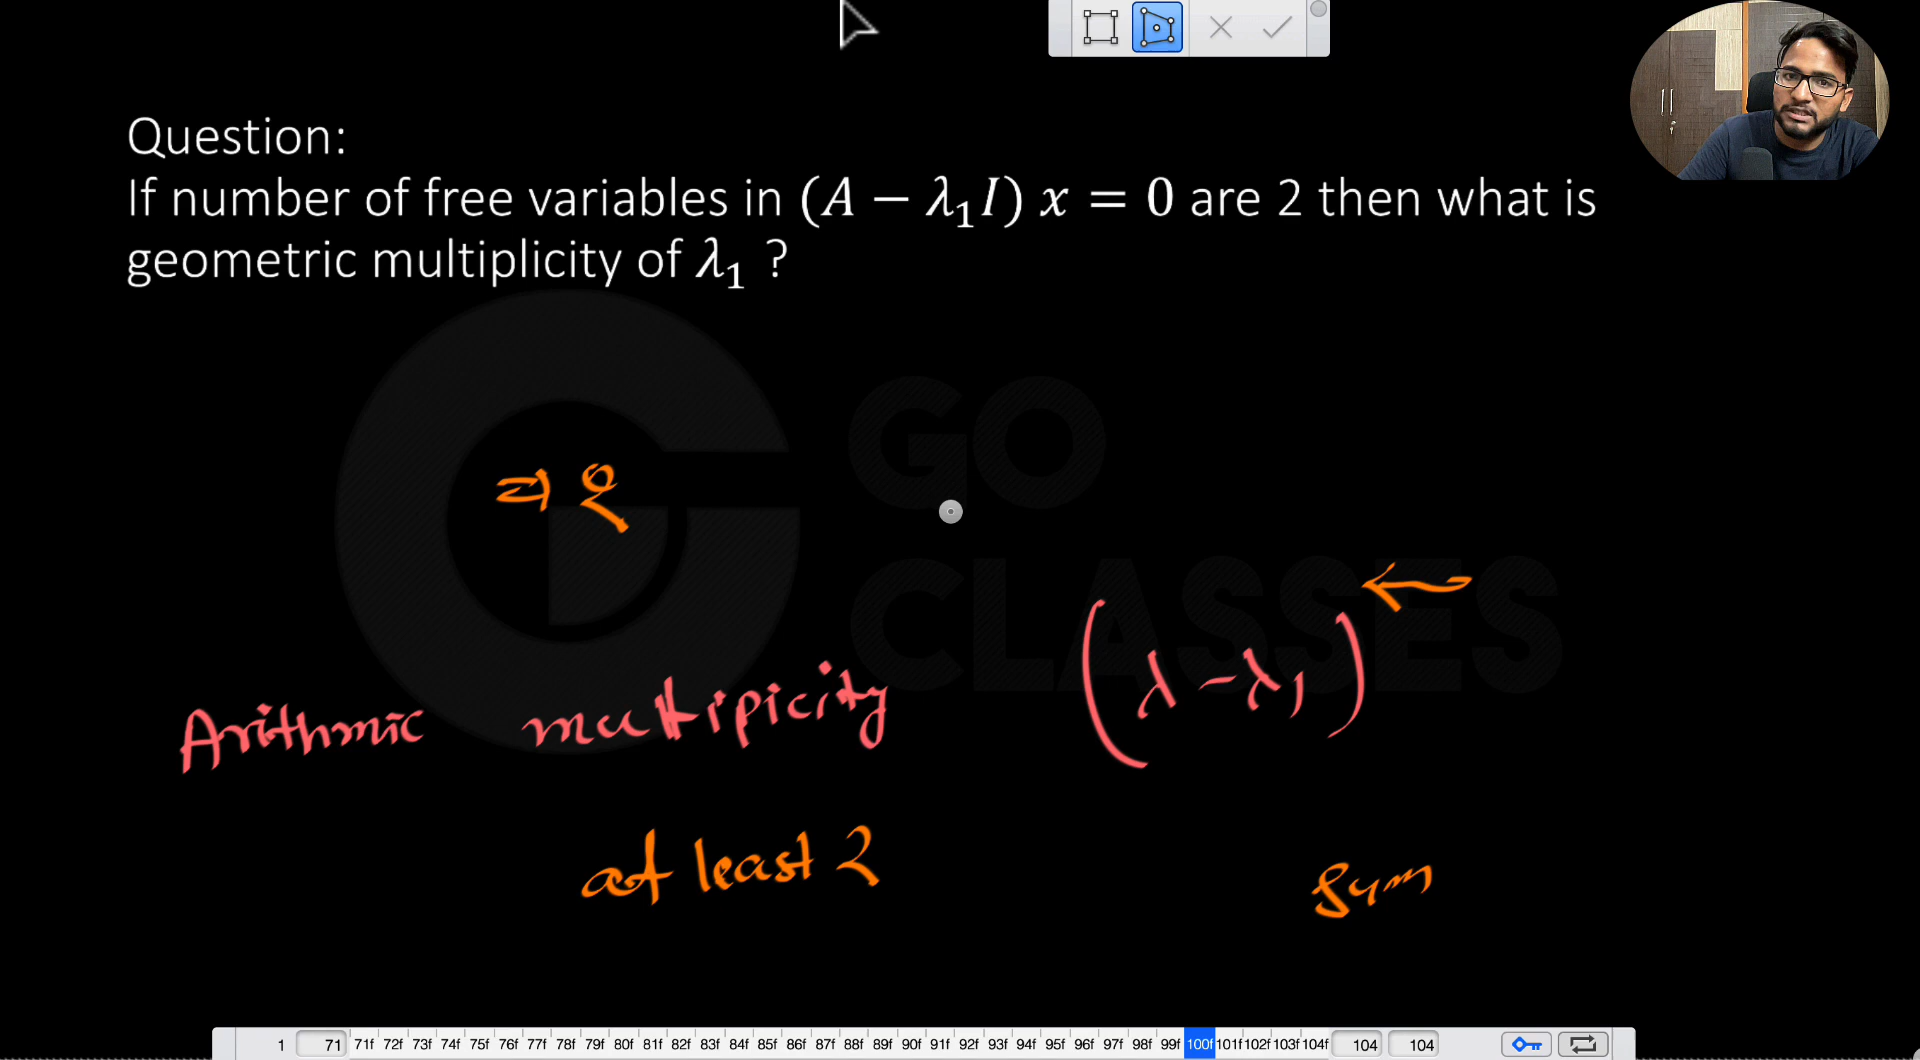 Question:
If number of free variables in (A − λ₁I) x = 0 are 2 then what is
geometric multiplicity of λ₁ ?
GO
CLASSES
⇒ 2
(λ − λ₁)
Arithmic multipicity
at least 2
Sym
1 71 71f 72f 73f 74f 75f 76f 77f 78f 79f 80f 81f 82f 83f 84f 85f 86f 87f 88f 89f 90f 91f 92f 93f 94f 95f 96f 97f 98f 99f 100f 101f 102f 103f 104f 104 104